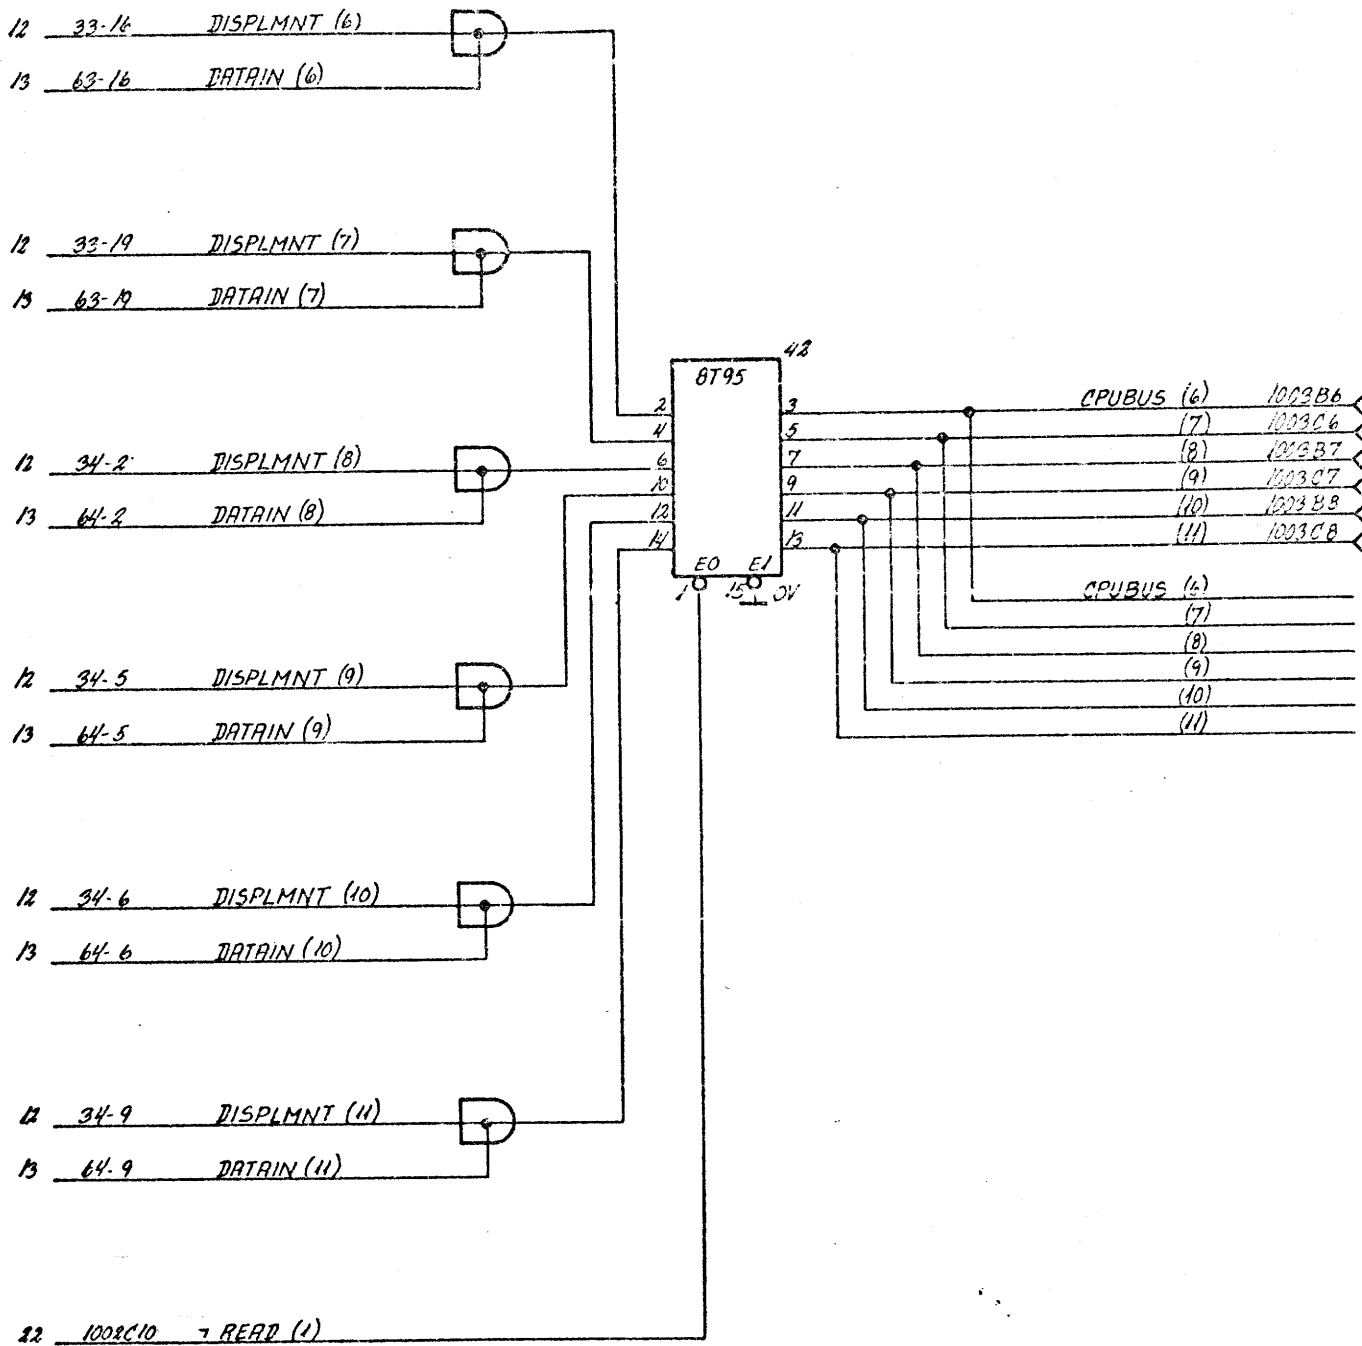 12 33-16 DISPLMNT (6)
13 63-16 DATAIN (6)
12 33-19 DISPLMNT (7)
13 63-19 DATAIN (7)
42
8T95
2 3 CPUBUS (6) 1003B6
4 5 (7) 1003C6
6 7 (8) 1003B7
10 9 (9) 1003C7
12 11 (10) 1003B8
14 13 (11) 1003C8
E0 E1
1 15 0V
12 34-2 DISPLMNT (8)
13 64-2 DATAIN (8)
CPUBUS (6)
(7)
(8)
(9)
(10)
(11)
12 34-5 DISPLMNT (9)
13 64-5 DATAIN (9)
12 34-6 DISPLMNT (10)
13 64-6 DATAIN (10)
12 34-9 DISPLMNT (11)
13 64-9 DATAIN (11)
22 1002C10 ¬ READ (1)